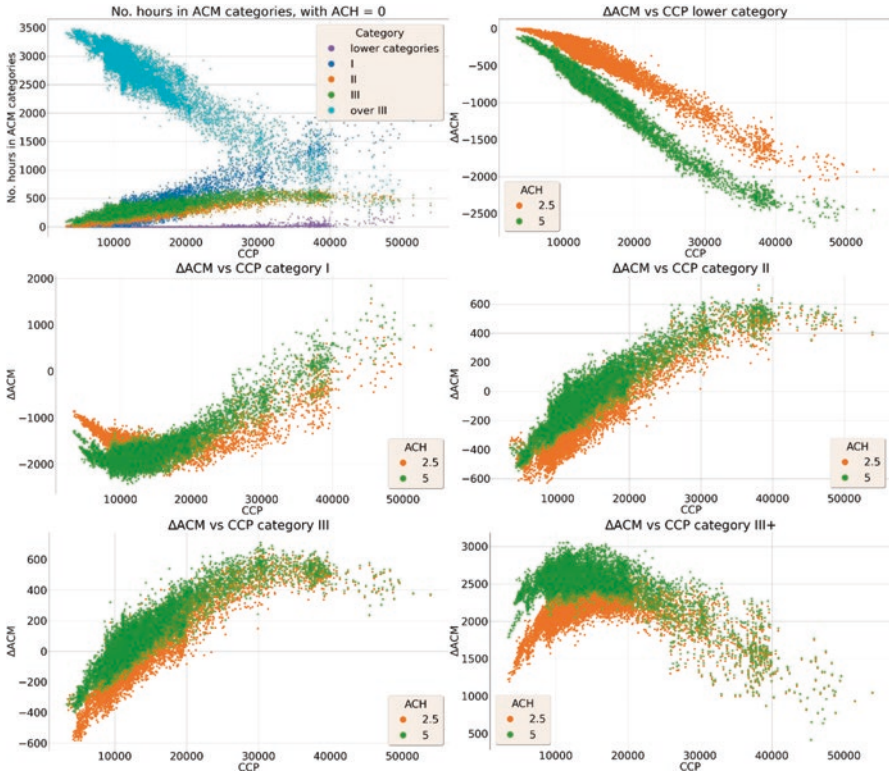 No. hours in ACM categories, with ACH = 0
No. hours in ACM categories
3500
3000
2500
2000
1500
1000
500
0
Category
lower categories
I
II
III
over III
10000 20000 30000 40000 50000
CCP
ΔACM vs CCP lower category
ΔACM
0
−500
−1000
−1500
−2000
−2500
ACH
2.5
5
10000 20000 30000 40000 50000
CCP
ΔACM vs CCP category I
ΔACM
2000
1000
0
−1000
−2000
ACH
2.5
5
10000 20000 30000 40000 50000
CCP
ΔACM vs CCP category II
ΔACM
600
400
200
0
−200
−400
−600
ACH
2.5
5
10000 20000 30000 40000 50000
CCP
ΔACM vs CCP category III
ΔACM
600
400
200
0
−200
−400
−600
ACH
2.5
5
10000 20000 30000 40000 50000
CCP
ΔACM vs CCP category III+
ΔACM
3000
2500
2000
1500
1000
500
ACH
2.5
5
10000 20000 30000 40000 50000
CCP